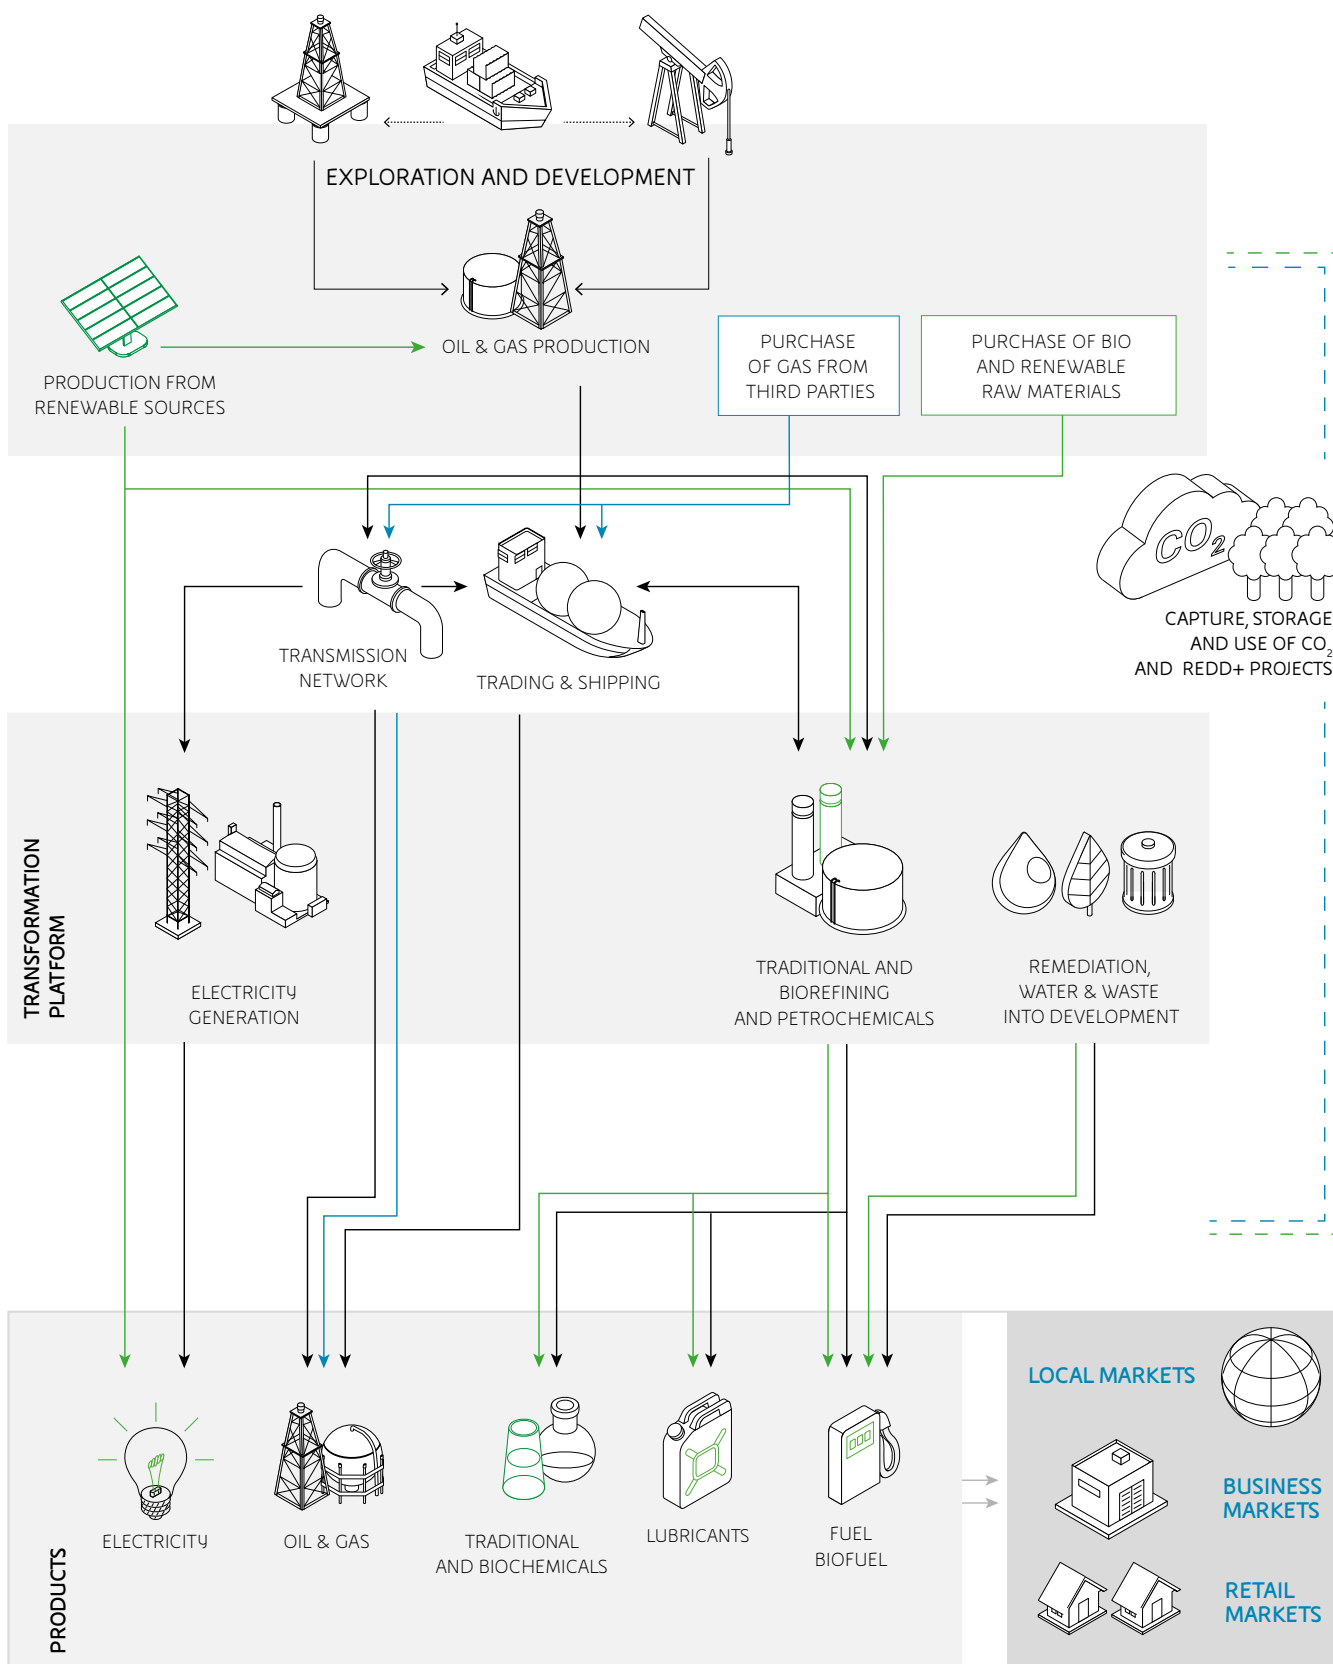 EXPLORATION AND DEVELOPMENT
OIL & GAS PRODUCTION
PRODUCTION FROM
RENEWABLE SOURCES
PURCHASE
OF GAS FROM
THIRD PARTIES
PURCHASE OF BIO
AND RENEWABLE
RAW MATERIALS
CO2
CAPTURE, STORAGE
AND USE OF CO2
AND REDD+ PROJECTS
TRANSMISSION
NETWORK
TRADING & SHIPPING
TRANSFORMATION
PLATFORM
ELECTRICITY
GENERATION
TRADITIONAL AND
BIOREFINING
AND PETROCHEMICALS
REMEDIATION,
WATER & WASTE
INTO DEVELOPMENT
PRODUCTS
ELECTRICITY
OIL & GAS
TRADITIONAL
AND BIOCHEMICALS
LUBRICANTS
FUEL
BIOFUEL
LOCAL MARKETS
BUSINESS
MARKETS
RETAIL
MARKETS